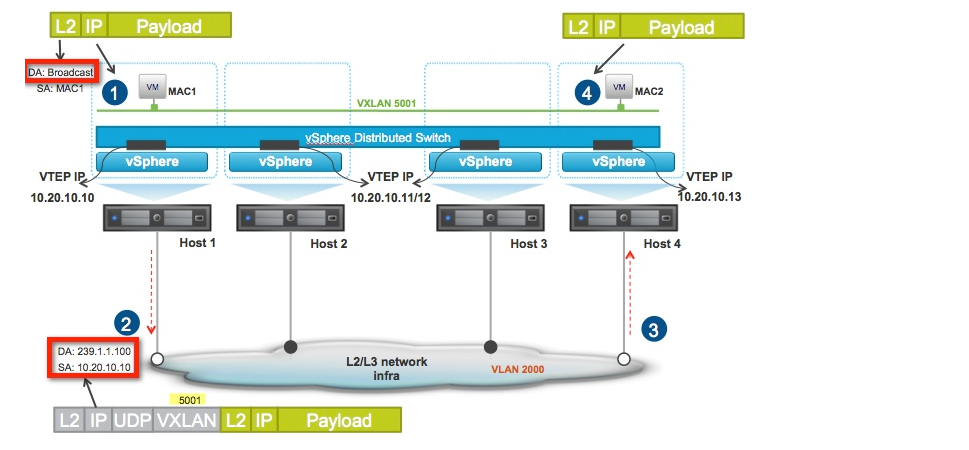 L2 IP Payload
L2 IP Payload
DA: Broadcast
SA: MAC1
1
VM
MAC1
4
VM
MAC2
VXLAN 5001
vSphere Distributed Switch
vSphere
vSphere
vSphere
vSphere
VTEP IP
10.20.10.10
VTEP IP
10.20.10.11/12
VTEP IP
10.20.10.13
Host 1
Host 2
Host 3
Host 4
2
3
DA: 239.1.1.100
SA: 10.20.10.10
L2/L3 network
infra
VLAN 2000
5001
L2 IP UDP VXLAN L2 IP Payload